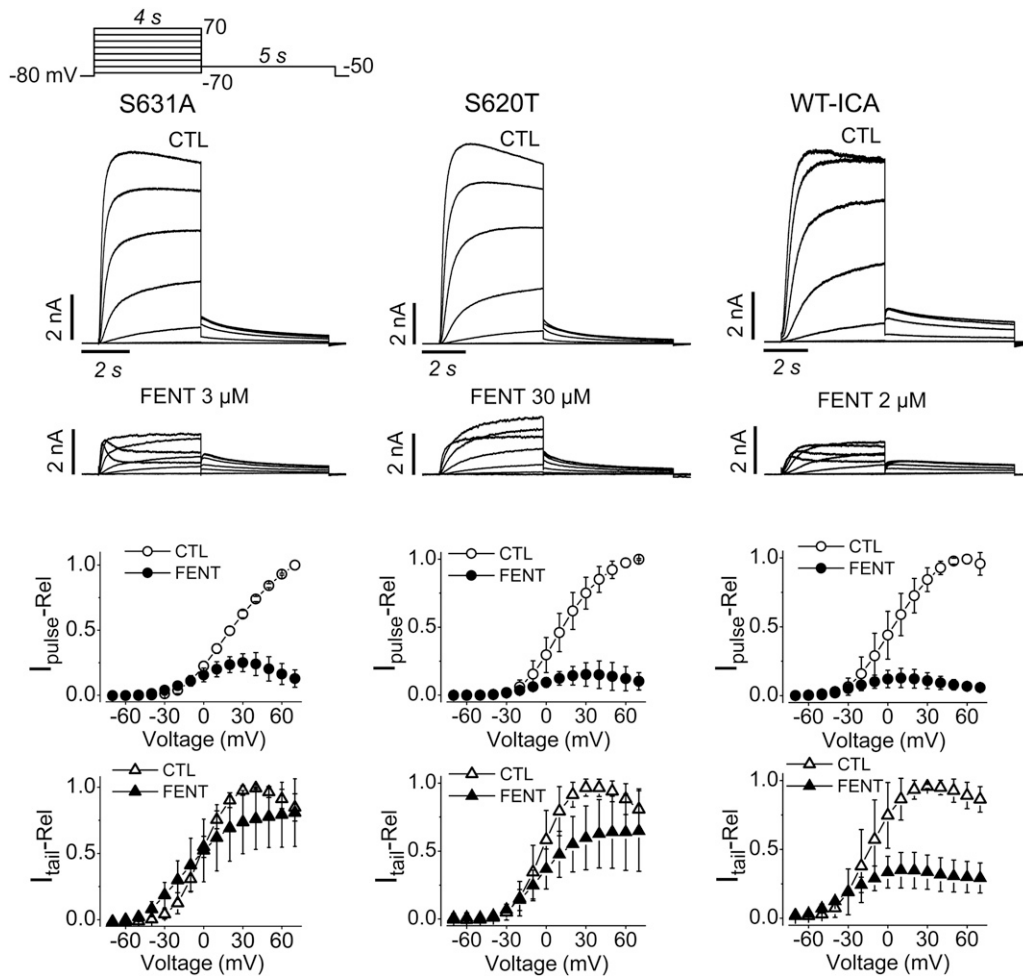 4 s
70
5 s
-80 mV
-50
-70
S631A
S620T
WT-ICA
CTL
CTL
CTL
2 nA
2 nA
2 nA
2 s
2 s
2 s
FENT 3 µM
FENT 30 µM
FENT 2 µM
2 nA
2 nA
2 nA
CTL
FENT
CTL
FENT
CTL
FENT
Ipulse-Rel
1.0
0.5
0.0
-60 -30 0 30 60
Voltage (mV)
Ipulse-Rel
1.0
0.5
0.0
-60 -30 0 30 60
Voltage (mV)
Ipulse-Rel
1.0
0.5
0.0
-60 -30 0 30 60
Voltage (mV)
CTL
FENT
CTL
FENT
CTL
FENT
Itail-Rel
1.0
0.5
0.0
-60 -30 0 30 60
Voltage (mV)
Itail-Rel
1.0
0.5
0.0
-60 -30 0 30 60
Voltage (mV)
Itail-Rel
1.0
0.5
0.0
-60 -30 0 30 60
Voltage (mV)